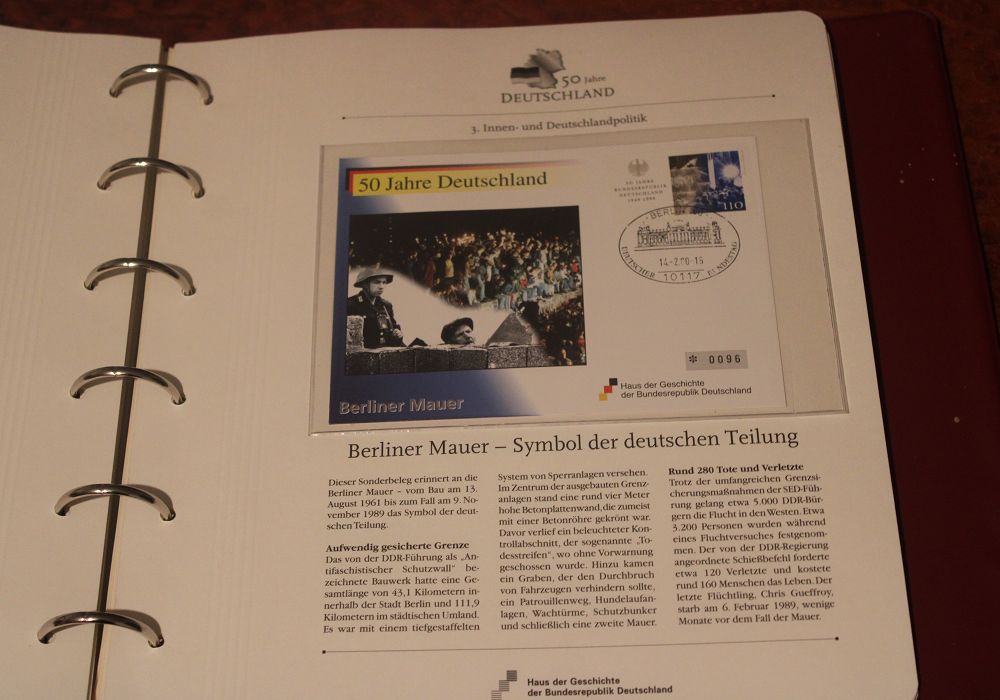 50 Jahre
DEUTSCHLAND
3. Innen- und Deutschlandpolitik
50 Jahre Deutschland
50 JAHRE
BUNDESREPUBLIK
DEUTSCHLAND
1949-1999
110
BERLIN
14-2.00-15
DEUTSCHER 10117 BUNDESTAG
* 0096
Haus der Geschichte
der Bundesrepublik Deutschland
Berliner Mauer
Berliner Mauer – Symbol der deutschen Teilung
Dieser Sonderbeleg erinnert an die
Berliner Mauer – vom Bau am 13.
August 1961 bis zum Fall am 9. No-
vember 1989 das Symbol der deut-
schen Teilung.
Aufwendig gesicherte Grenze
Das von der DDR-Führung als „An-
tifaschistischer Schutzwall“ be-
zeichnete Bauwerk hatte eine Ge-
samtlänge von 43,1 Kilometern in-
nerhalb der Stadt Berlin und 111,9
Kilometern im städtischen Umland.
Es war mit einem tiefgestaffelten
System von Sperranlagen versehen.
Im Zentrum der ausgebauten Grenz-
anlagen stand eine rund vier Meter
hohe Betonplattenwand, die zumeist
mit einer Betonröhre gekrönt war.
Davor verlief ein beleuchteter Kon-
trollabschnitt, der sogenannte „To-
desstreifen“, wo ohne Vorwarnung
geschossen wurde. Hinzu kamen
ein Graben, der den Durchbruch
von Fahrzeugen verhindern sollte,
ein Patrouillenweg, Hundelaufan-
lagen, Wachtürme, Schutzbunker
und schließlich eine zweite Mauer.
Rund 280 Tote und Verletzte
Trotz der umfangreichen Grenzsi-
cherungsmaßnahmen der SED-Füh-
rung gelang etwa 5.000 DDR-Bür-
gern die Flucht in den Westen. Etwa
3.200 Personen wurden während
eines Fluchtversuches festgenom-
men. Der von der DDR-Regierung
angeordnete Schießbefehl forderte
etwa 120 Verletzte und kostete
rund 160 Menschen das Leben. Der
letzte Flüchtling, Chris Gueffroy,
starb am 6. Februar 1989, wenige
Monate vor dem Fall der Mauer.
Haus der Geschichte
der Bundesrepublik Deutschland